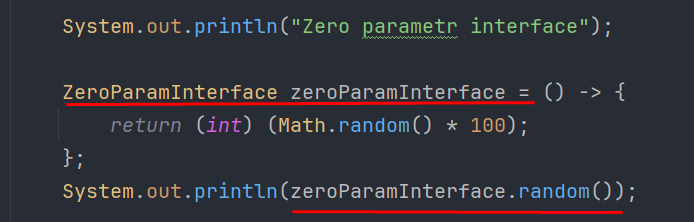 System.out.println("Zero parametr interface");
ZeroParamInterface zeroParamInterface = () -> {
return (int) (Math.random() * 100);
};
System.out.println(zeroParamInterface.random());